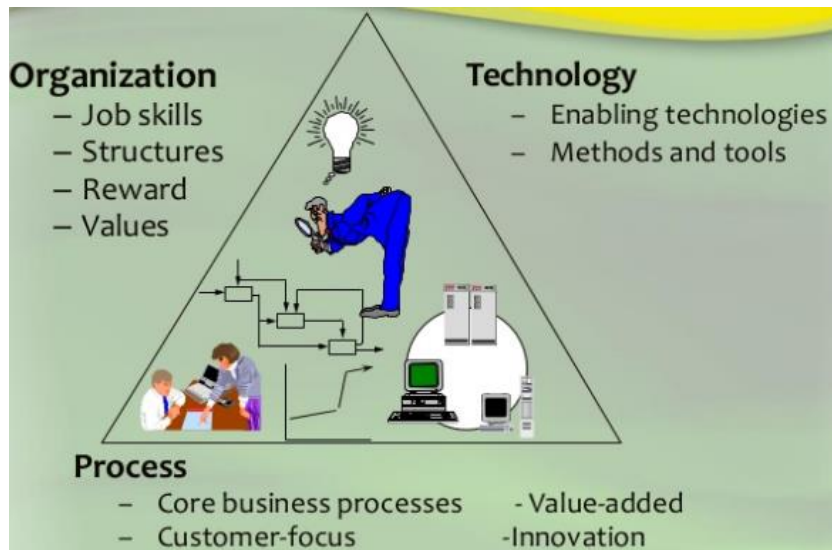 Organization
– Job skills
– Structures
– Reward
– Values
Technology
– Enabling technologies
– Methods and tools
Process
– Core business processes - Value-added
– Customer-focus -Innovation